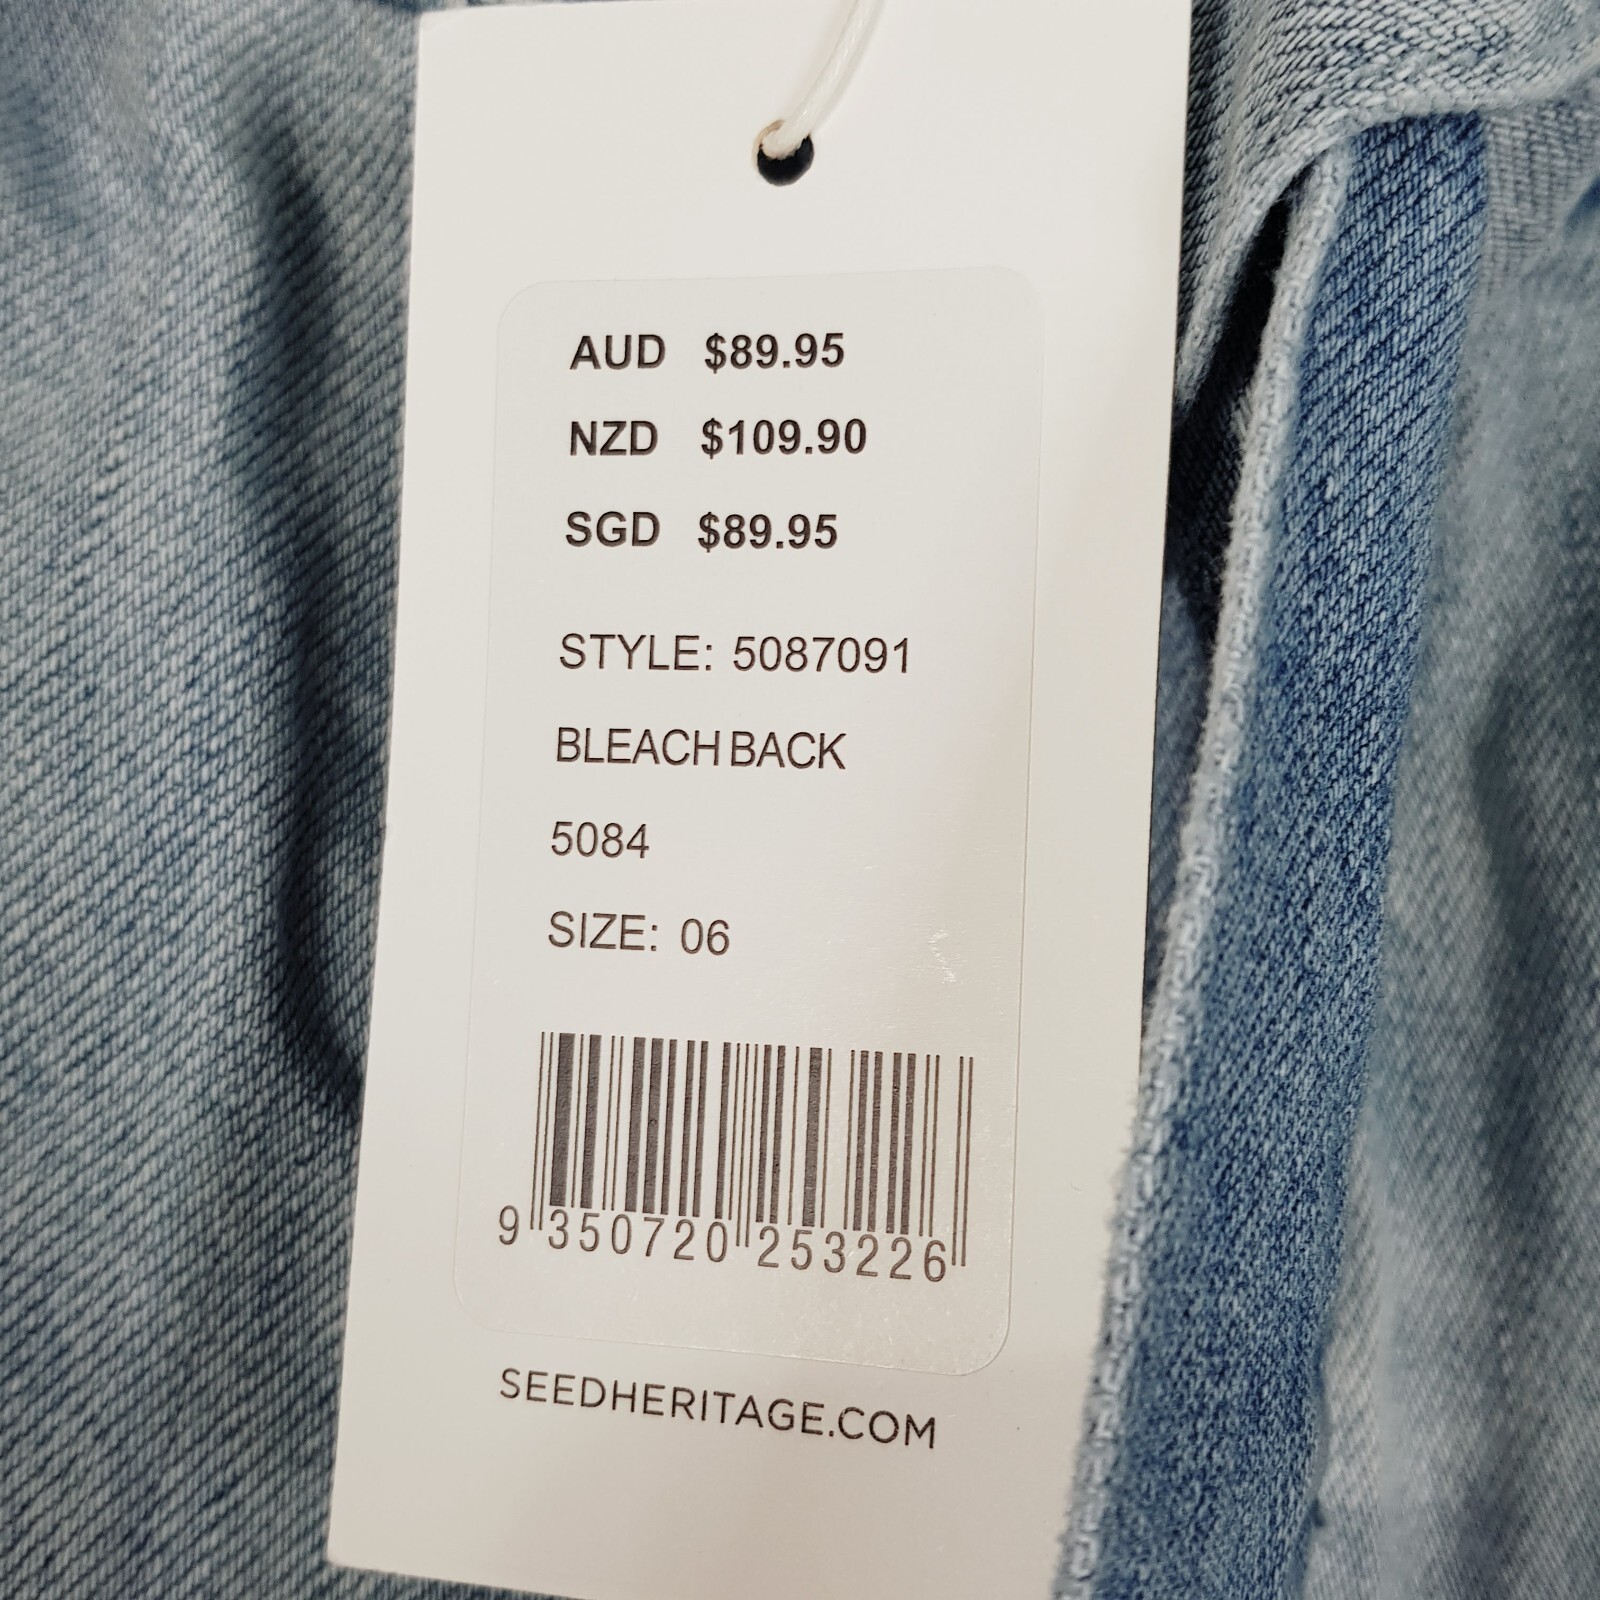 AUD $89.95
NZD $109.90
SGD $89.95
STYLE: 5087091
BLEACH BACK
5084
SIZE: 06
9 350720 253226
SEEDHERITAGE.COM